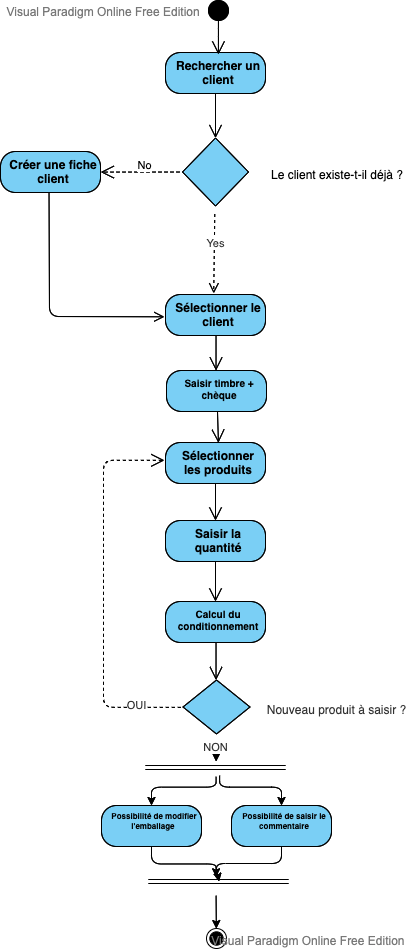 Visual Paradigm Online Free Edition
Rechercher un
client
No
Créer une fiche
client
Le client existe-t-il déjà ?
Yes
Sélectionner le
client
Saisir timbre +
chèque
Sélectionner
les produits
Saisir la
quantité
Calcul du
conditionnement
OUI
Nouveau produit à saisir ?
NON
Possibilité de modifier
l'emballage
Possibilité de saisir le
commentaire
Visual Paradigm Online Free Edition